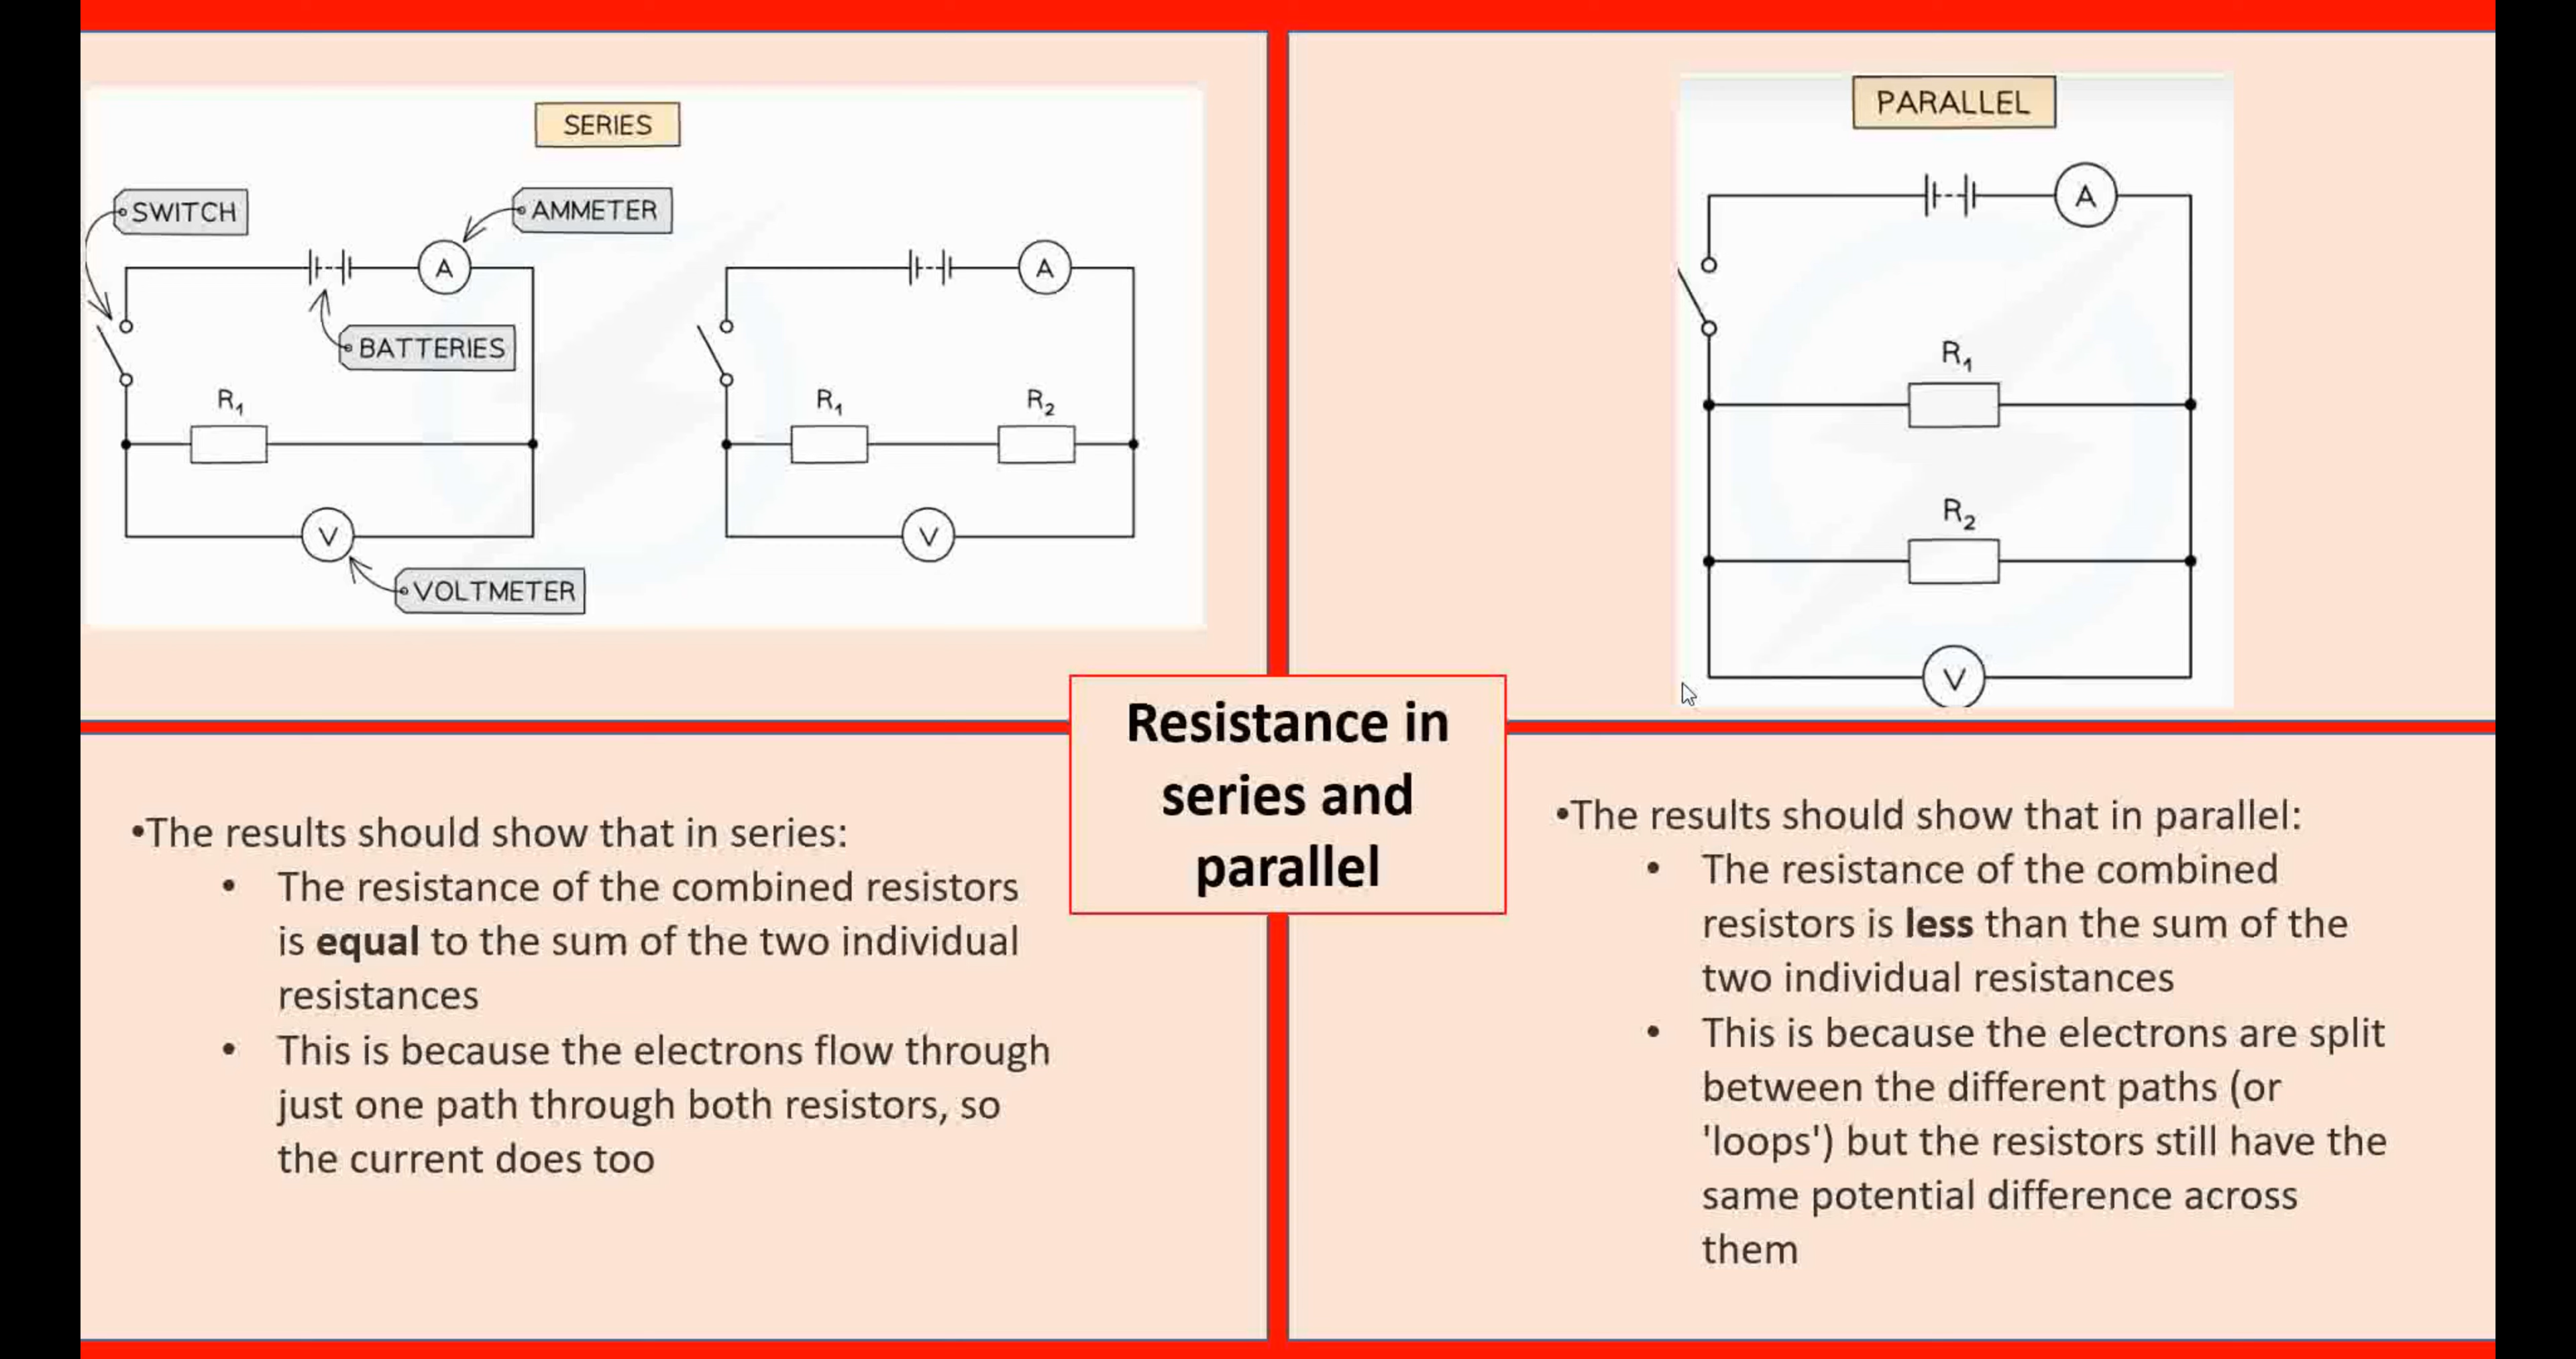 SERIES
SWITCH
AMMETER
A
A
BATTERIES
R₁
R₁
R₂
V
V
VOLTMETER
PARALLEL
A
R₁
R₂
V
Resistance in
series and
parallel
•The results should show that in series:
• The resistance of the combined resistors
is equal to the sum of the two individual
resistances
• This is because the electrons flow through
just one path through both resistors, so
the current does too
•The results should show that in parallel:
• The resistance of the combined
resistors is less than the sum of the
two individual resistances
• This is because the electrons are split
between the different paths (or
'loops') but the resistors still have the
same potential difference across
them